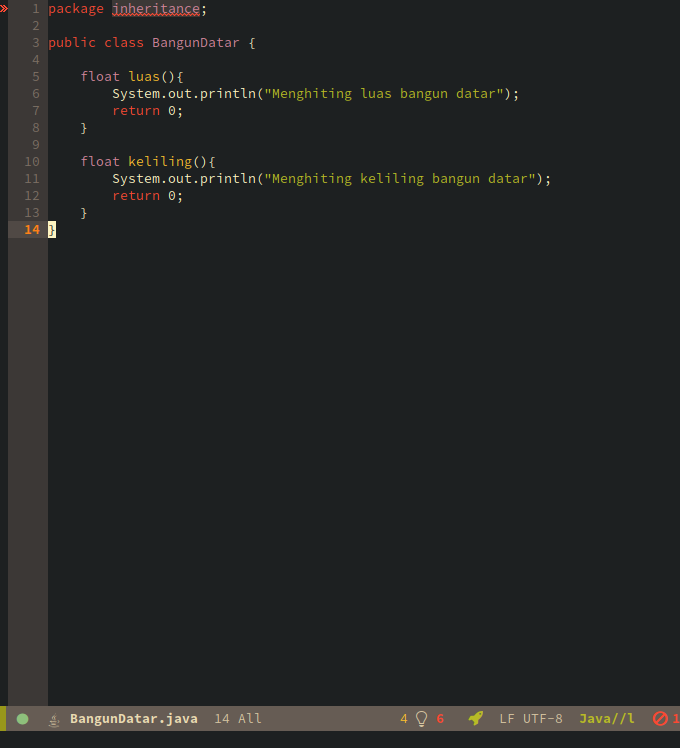 1 package inheritance;
2
3 public class BangunDatar {
4
5     float luas(){
6         System.out.println("Menghiting luas bangun datar");
7         return 0;
8     }
9
10     float keliling(){
11         System.out.println("Menghiting keliling bangun datar");
12         return 0;
13     }
14 }
BangunDatar.java 14 All 4 6 LF UTF-8 Java//l 1